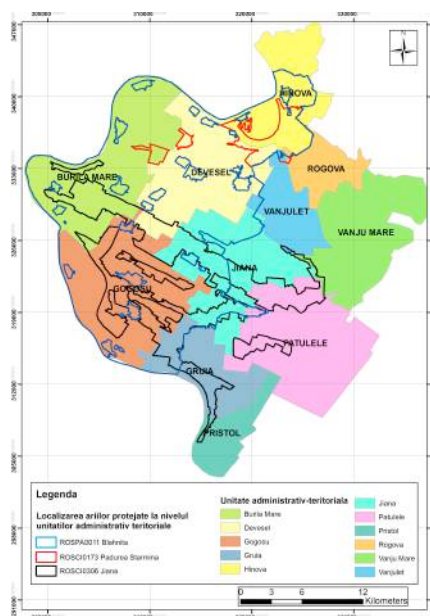 N
HINOVA
ROGOVA
BURILA MARE
DEVESEL
VANJULET
VANJU MARE
JIANA
GOGOSU
PATULELE
GRUIA
PRISTOL
Legenda
Localizarea ariilor protejate la nivelul
unitatilor administrativ teritoriale
ROSPA0011 Blahnita
ROSCI0173 Padurea Starmina
ROSCI0306 Jiana
Unitate administrativ-teritoriala
Burila Mare
Devesel
Gogosu
Gruia
Hinova
Jiana
Patulele
Pristol
Rogova
Vanju Mare
Vanjulet
0 3 6 12
Kilometers